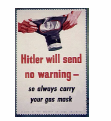 Hitler will send
no warning –
so always carry
your gas mask